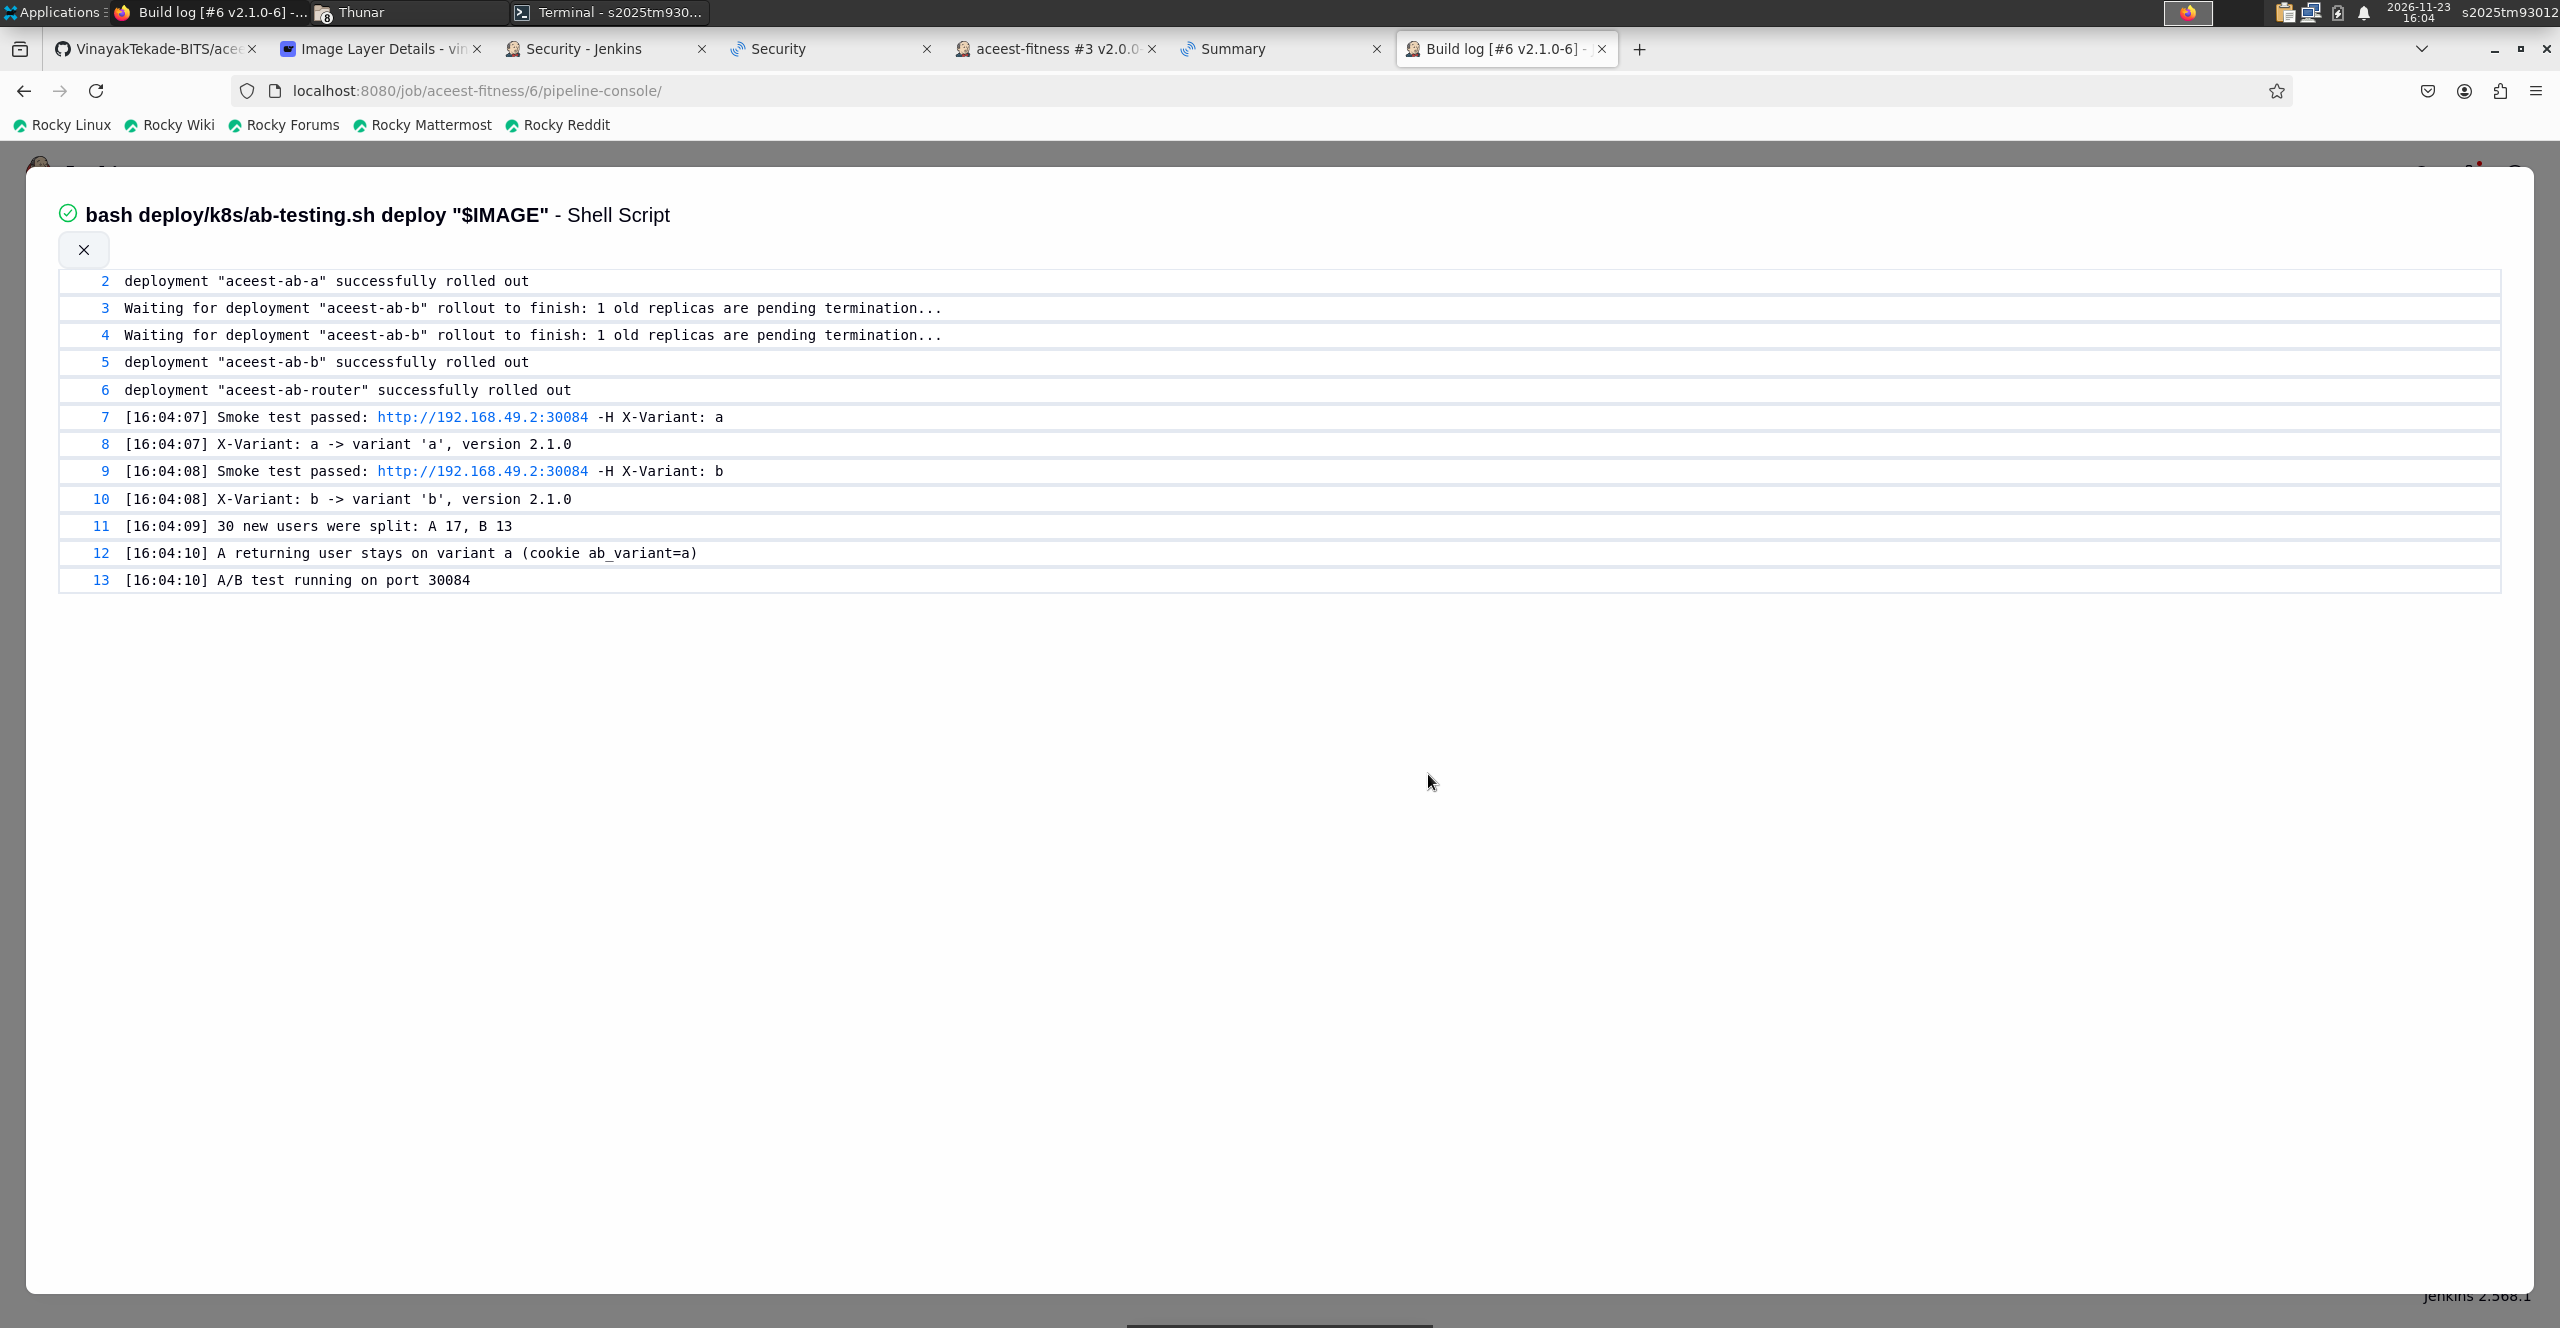 Applications
Build log [#6 v2.1.0-6] -...
8
Thunar
Terminal - s2025tm930...
2026-11-23
16:04
s2025tm93012
VinayakTekade-BITS/acee
Image Layer Details - vin
Security - Jenkins
Security
aceest-fitness #3 v2.0.0-
Summary
Build log [#6 v2.1.0-6] -
localhost:8080/job/aceest-fitness/6/pipeline-console/
Rocky Linux
Rocky Wiki
Rocky Forums
Rocky Mattermost
Rocky Reddit
bash deploy/k8s/ab-testing.sh deploy "$IMAGE" - Shell Script
2 deployment "aceest-ab-a" successfully rolled out
3 Waiting for deployment "aceest-ab-b" rollout to finish: 1 old replicas are pending termination...
4 Waiting for deployment "aceest-ab-b" rollout to finish: 1 old replicas are pending termination...
5 deployment "aceest-ab-b" successfully rolled out
6 deployment "aceest-ab-router" successfully rolled out
7 [16:04:07] Smoke test passed: http://192.168.49.2:30084 -H X-Variant: a
8 [16:04:07] X-Variant: a -> variant 'a', version 2.1.0
9 [16:04:08] Smoke test passed: http://192.168.49.2:30084 -H X-Variant: b
10 [16:04:08] X-Variant: b -> variant 'b', version 2.1.0
11 [16:04:09] 30 new users were split: A 17, B 13
12 [16:04:10] A returning user stays on variant a (cookie ab_variant=a)
13 [16:04:10] A/B test running on port 30084
Jenkins 2.568.1